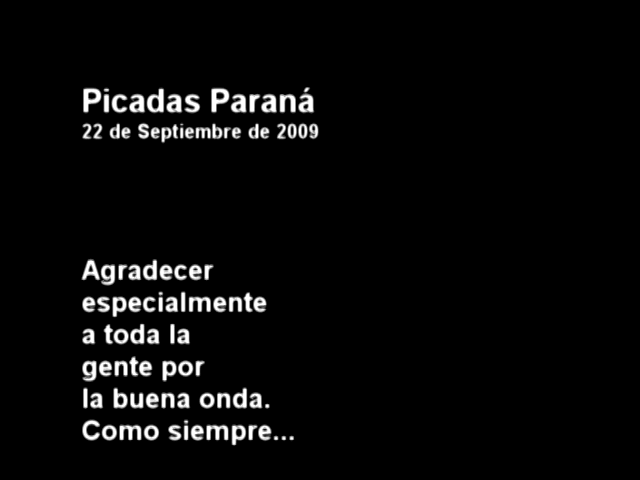 Picadas Paraná
22 de Septiembre de 2009
Agradecer
especialmente
a toda la
gente por
la buena onda.
Como siempre...